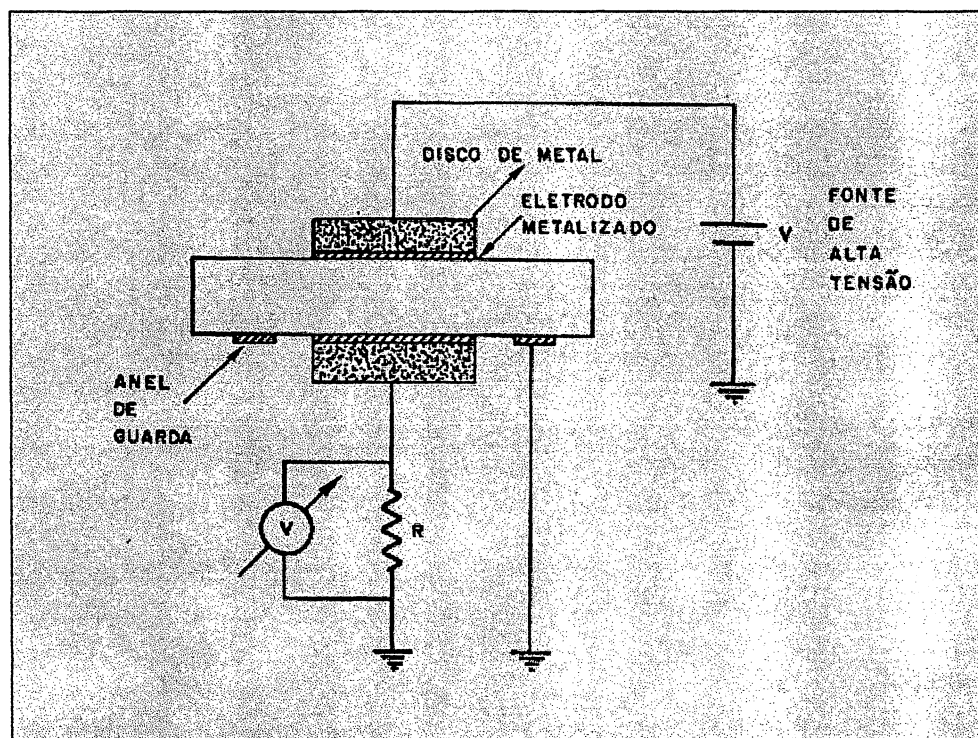 DISCO DE METAL
ELETRODO
METALIZADO
FONTE
DE
ALTA
TENSÃO
V
ANEL
DE
GUARDA
V
R